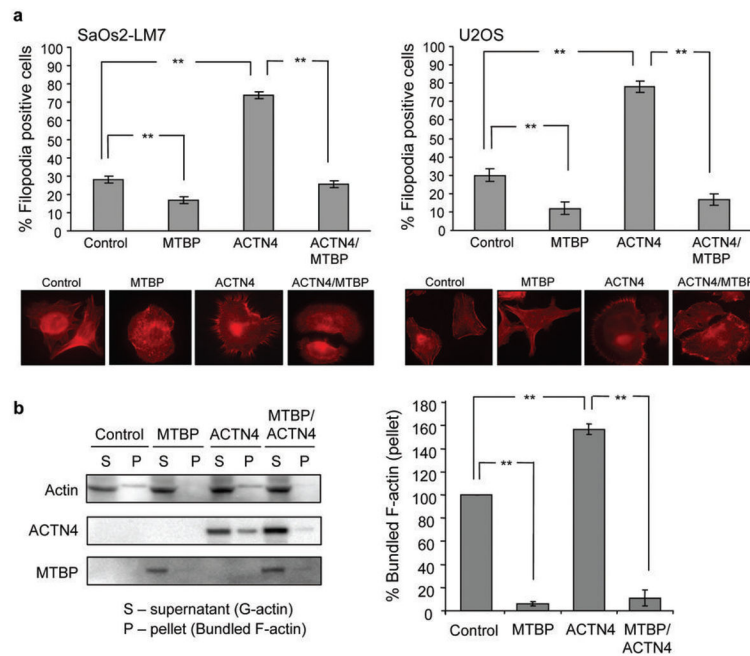 a
SaOs2-LM7
% Filopodia positive cells
100
90
80
70
60
50
40
30
20
10
0
**
**
**
Control MTBP ACTN4 ACTN4/
MTBP
Control MTBP ACTN4 ACTN4/MTBP
U2OS
% Filopodia positive cells
100
90
80
70
60
50
40
30
20
10
0
**
**
**
Control MTBP ACTN4 ACTN4/
MTBP
Control MTBP ACTN4 ACTN4/MTBP
b
Control MTBP ACTN4 MTBP/
ACTN4
S P S P S P S P
Actin
ACTN4
MTBP
S – supernatant (G-actin)
P – pellet (Bundled F-actin)
% Bundled F-actin (pellet)
180
160
140
120
100
80
60
40
20
0
**
**
**
Control MTBP ACTN4 MTBP/
ACTN4